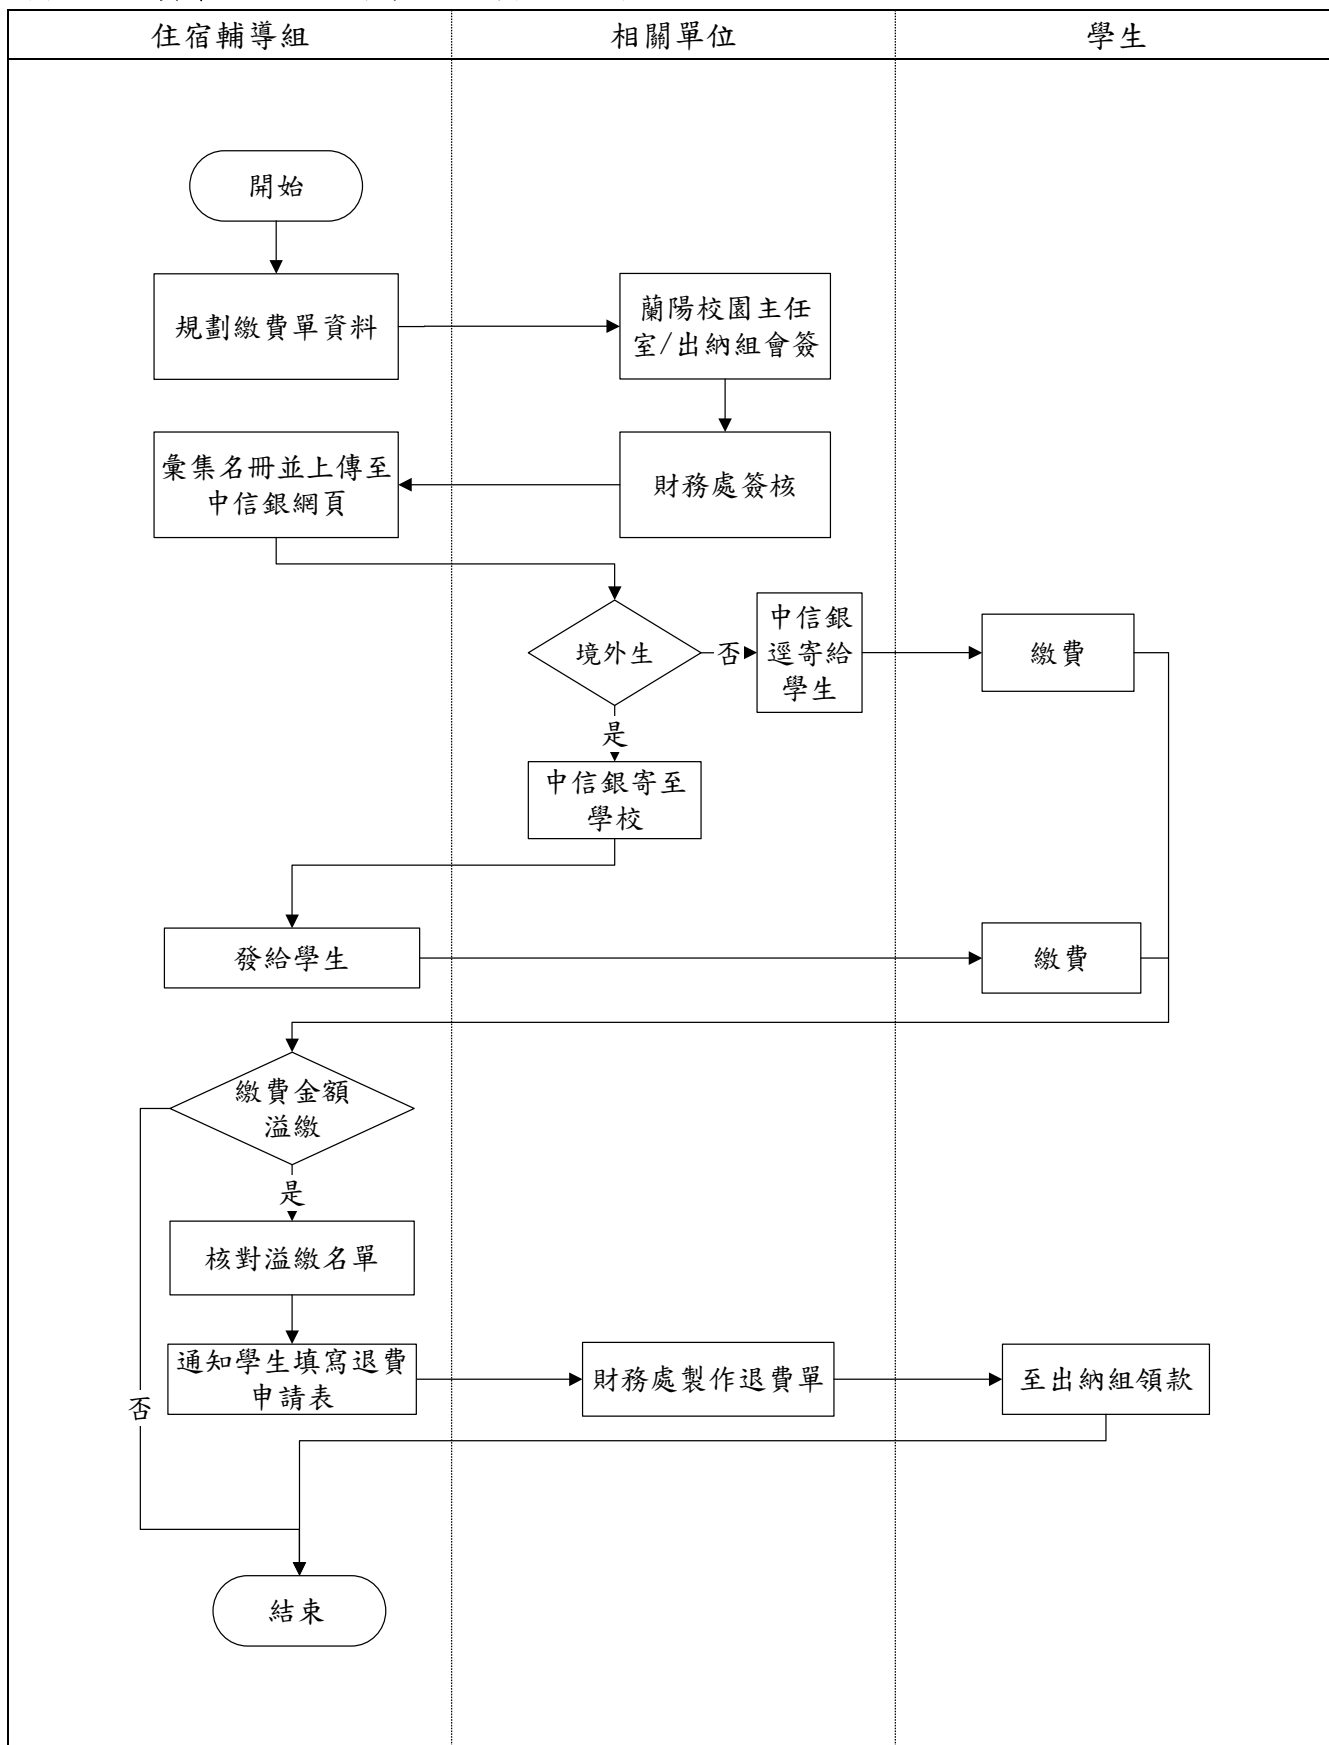 住宿輔導組
相關單位
學生
開始
規劃繳費單資料
蘭陽校園主任
室/出納組會簽
彙集名冊並上傳至
中信銀網頁
財務處簽核
境外生
否
中信銀
逕寄給
學生
繳費
是
中信銀寄至
學校
發給學生
繳費
繳費金額
溢繳
是
核對溢繳名單
通知學生填寫退費
申請表
財務處製作退費單
至出納組領款
否
結束